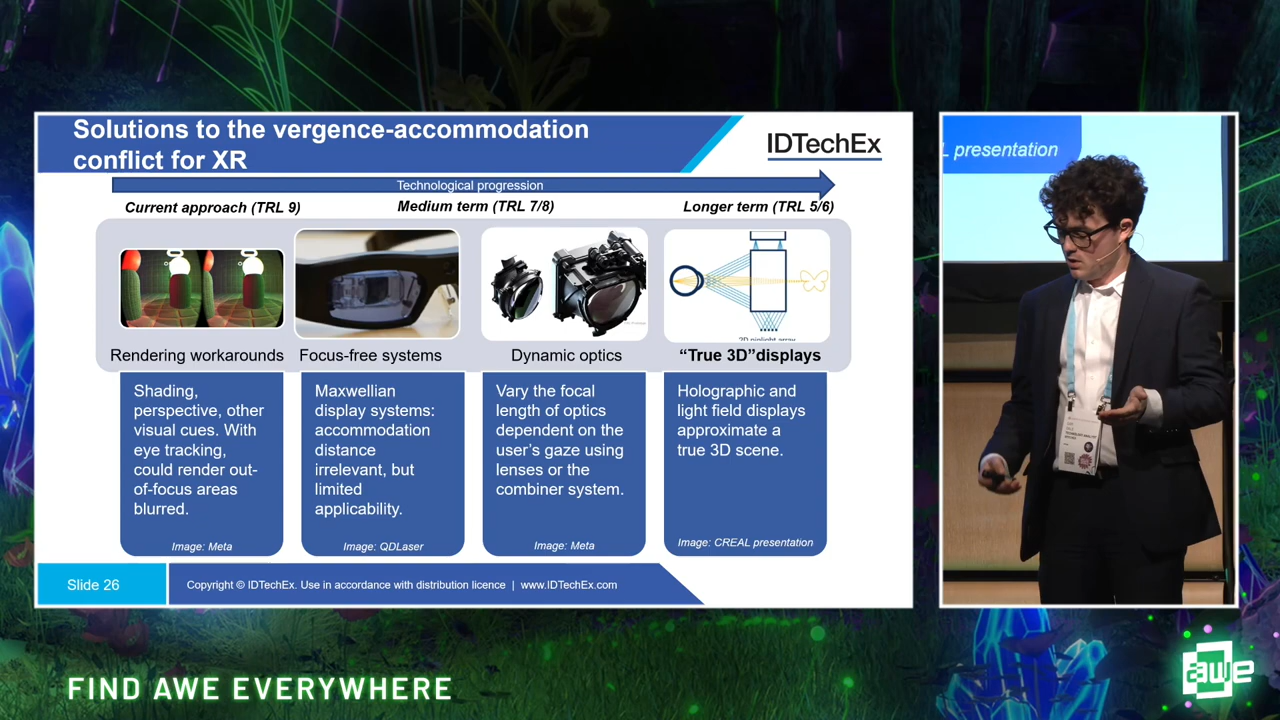 Solutions to the vergence-accommodation
conflict for XR
IDTechEx
Technological progression
Current approach (TRL 9)
Medium term (TRL 7/8)
Longer term (TRL 5/6)
Rendering workarounds
Focus-free systems
Dynamic optics
“True 3D”displays
Shading,
perspective, other
visual cues. With
eye tracking,
could render out-
of-focus areas
blurred.
Image: Meta
Maxwellian
display systems:
accommodation
distance
irrelevant, but
limited
applicability.
Image: QDLaser
Vary the focal
length of optics
dependent on the
user’s gaze using
lenses or the
combiner system.
Image: Meta
Holographic and
light field displays
approximate a
true 3D scene.
Image: CREAL presentation
Slide 26
Copyright © IDTechEx. Use in accordance with distribution licence | www.IDTechEx.com
L presentation
FIND AWE EVERYWHERE
awe